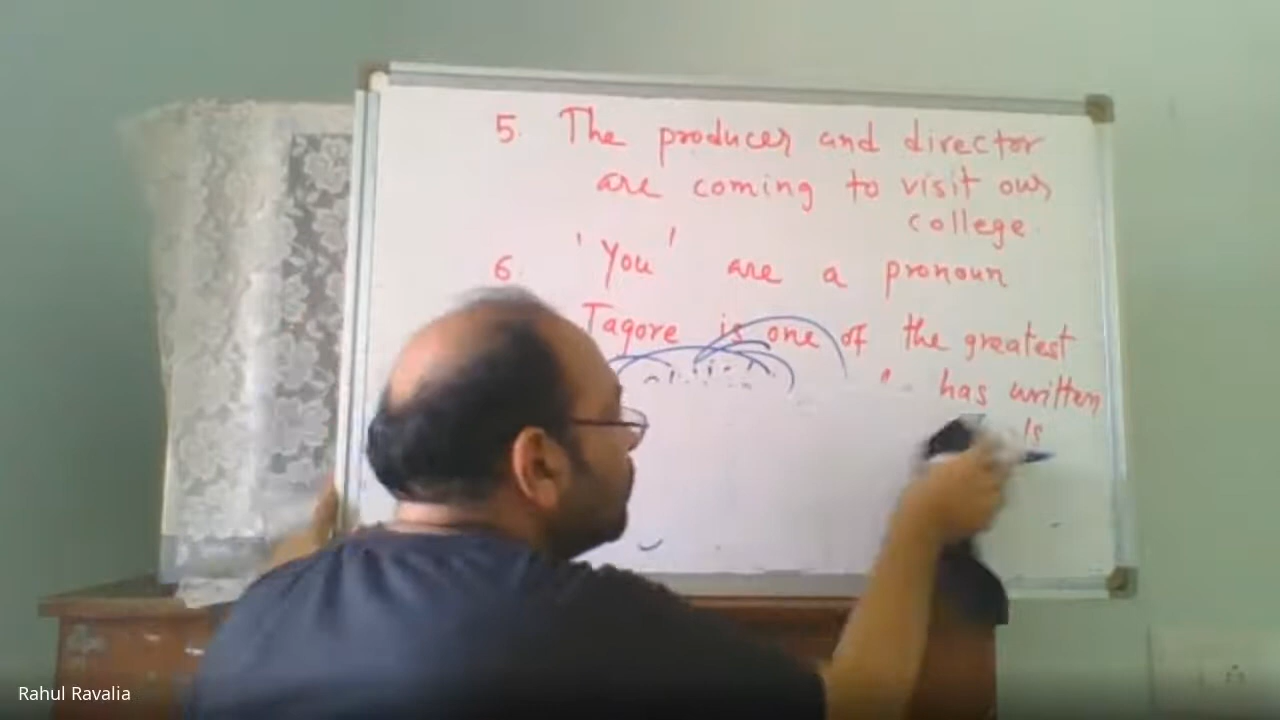 5. The producer and director
are coming to visit our
college.
6. 'You' are a pronoun
Tagore is one of the greatest
has written
Rahul Ravalia